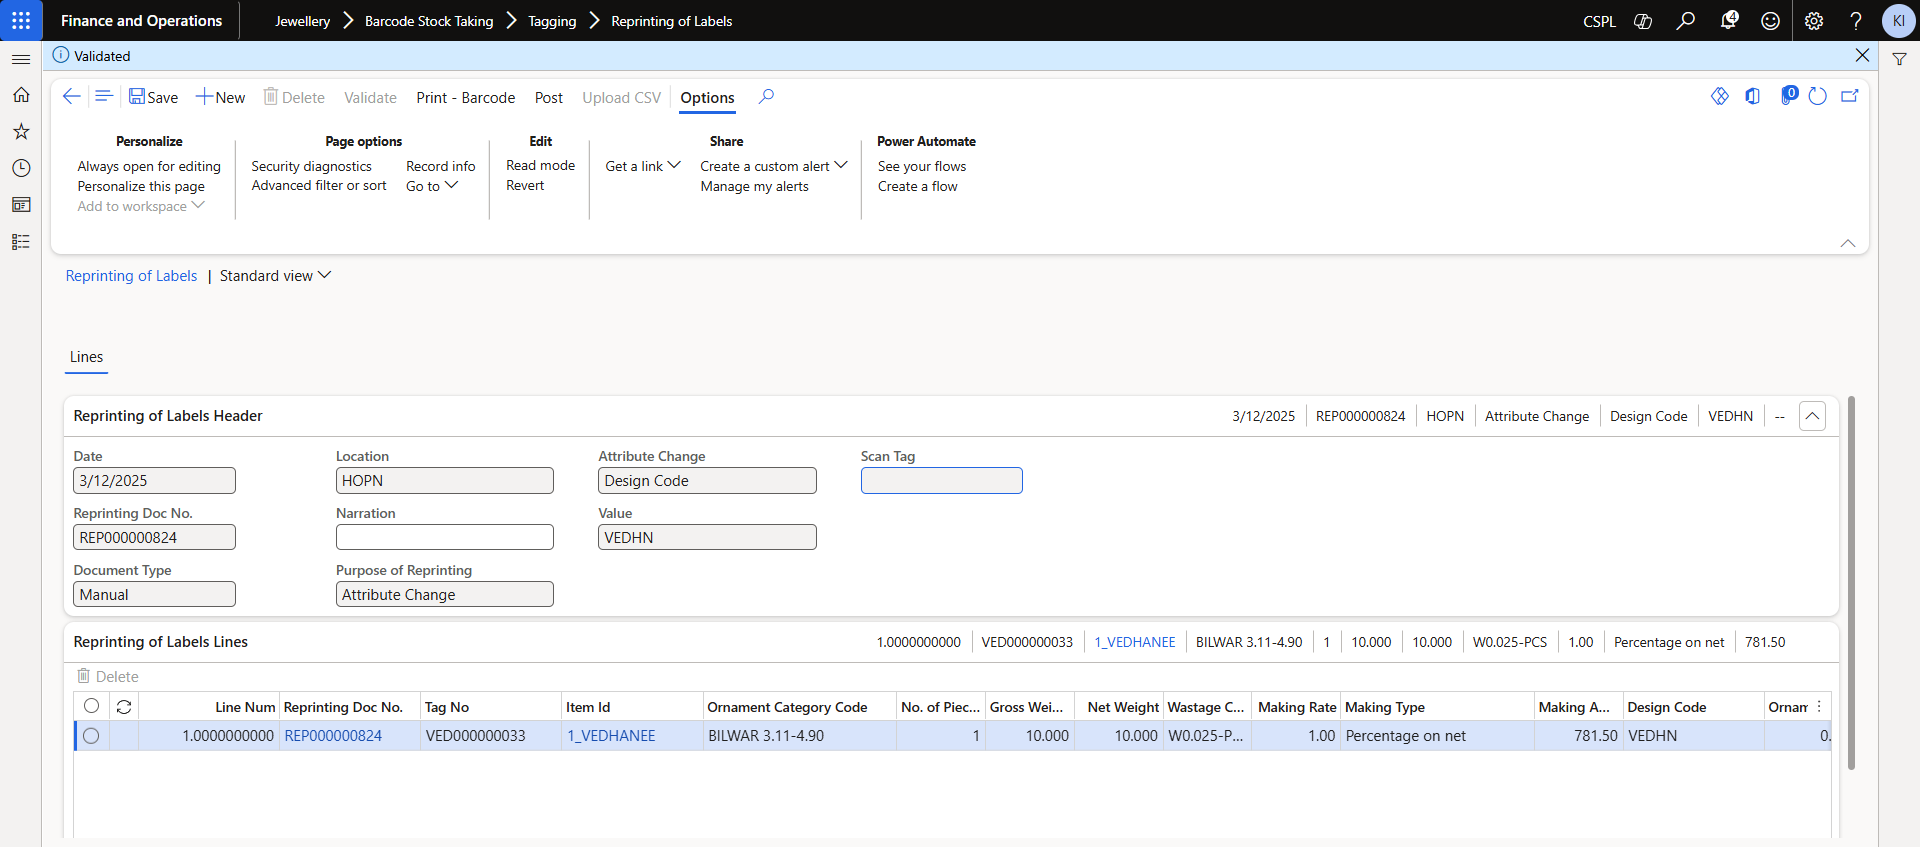 Finance and Operations
Jewellery > Barcode Stock Taking > Tagging > Reprinting of Labels
CSPL
4
KI
Validated
Save New Delete Validate Print - Barcode Post Upload CSV Options
0
Personalize Page options Edit Share Power Automate
Always open for editing Security diagnostics Record info Read mode Get a link Create a custom alert See your flows
Personalize this page Advanced filter or sort Go to Revert Manage my alerts Create a flow
Add to workspace
Reprinting of Labels | Standard view
Lines
Reprinting of Labels Header 3/12/2025 REP000000824 HOPN Attribute Change Design Code VEDHN --
Date Location Attribute Change Scan Tag
3/12/2025 HOPN Design Code
Reprinting Doc No. Narration Value
REP000000824 VEDHN
Document Type Purpose of Reprinting
Manual Attribute Change
Reprinting of Labels Lines 1.0000000000 VED000000033 1_VEDHANEE BILWAR 3.11-4.90 1 10.000 10.000 W0.025-PCS 1.00 Percentage on net 781.50
Delete
Line Num Reprinting Doc No. Tag No Item Id Ornament Category Code No. of Piec... Gross Wei... Net Weight Wastage C... Making Rate Making Type Making A... Design Code Ornam
1.0000000000 REP000000824 VED000000033 1_VEDHANEE BILWAR 3.11-4.90 1 10.000 10.000 W0.025-P... 1.00 Percentage on net 781.50 VEDHN 0.